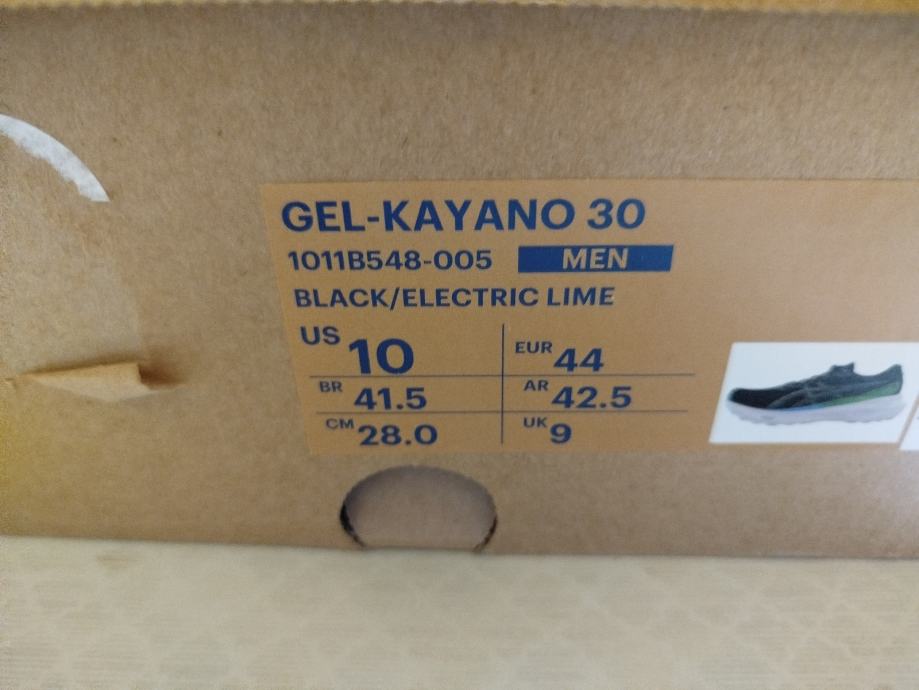 GEL-KAYANO 30
1011B548-005 MEN
BLACK/ELECTRIC LIME
US 10 EUR 44
BR 41.5 AR 42.5
CM 28.0 UK 9